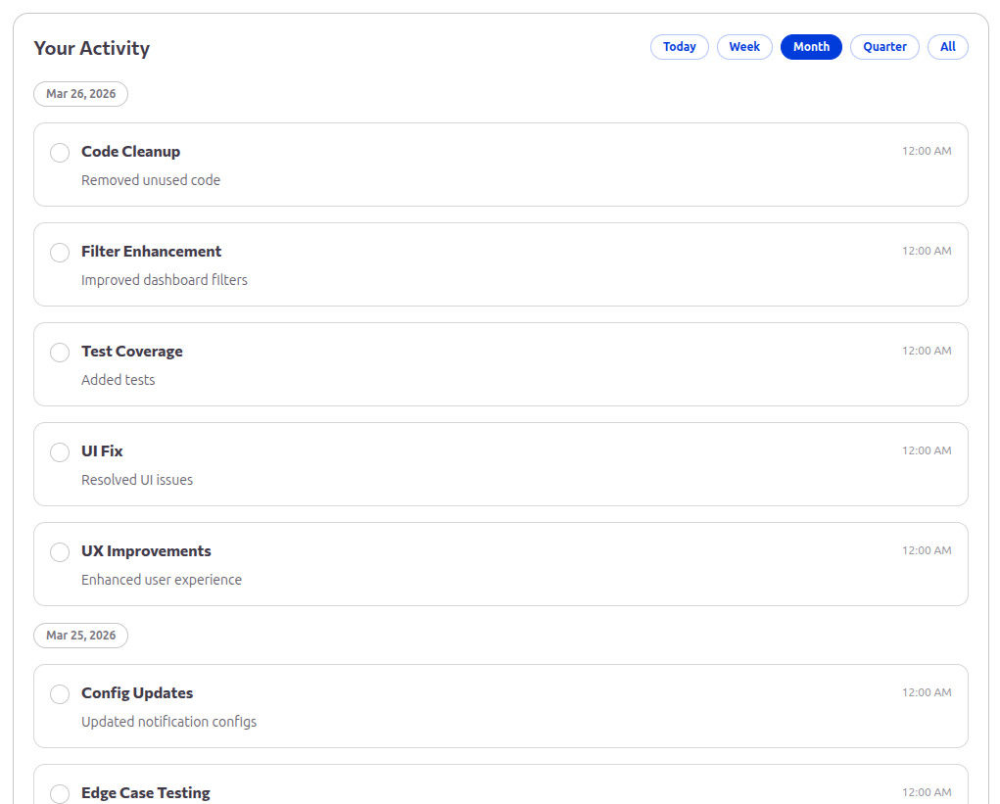 Your Activity
Today Week Month Quarter All
Mar 26, 2026
Code Cleanup 12:00 AM
Removed unused code
Filter Enhancement 12:00 AM
Improved dashboard filters
Test Coverage 12:00 AM
Added tests
UI Fix 12:00 AM
Resolved UI issues
UX Improvements 12:00 AM
Enhanced user experience
Mar 25, 2026
Config Updates 12:00 AM
Updated notification configs
Edge Case Testing 12:00 AM